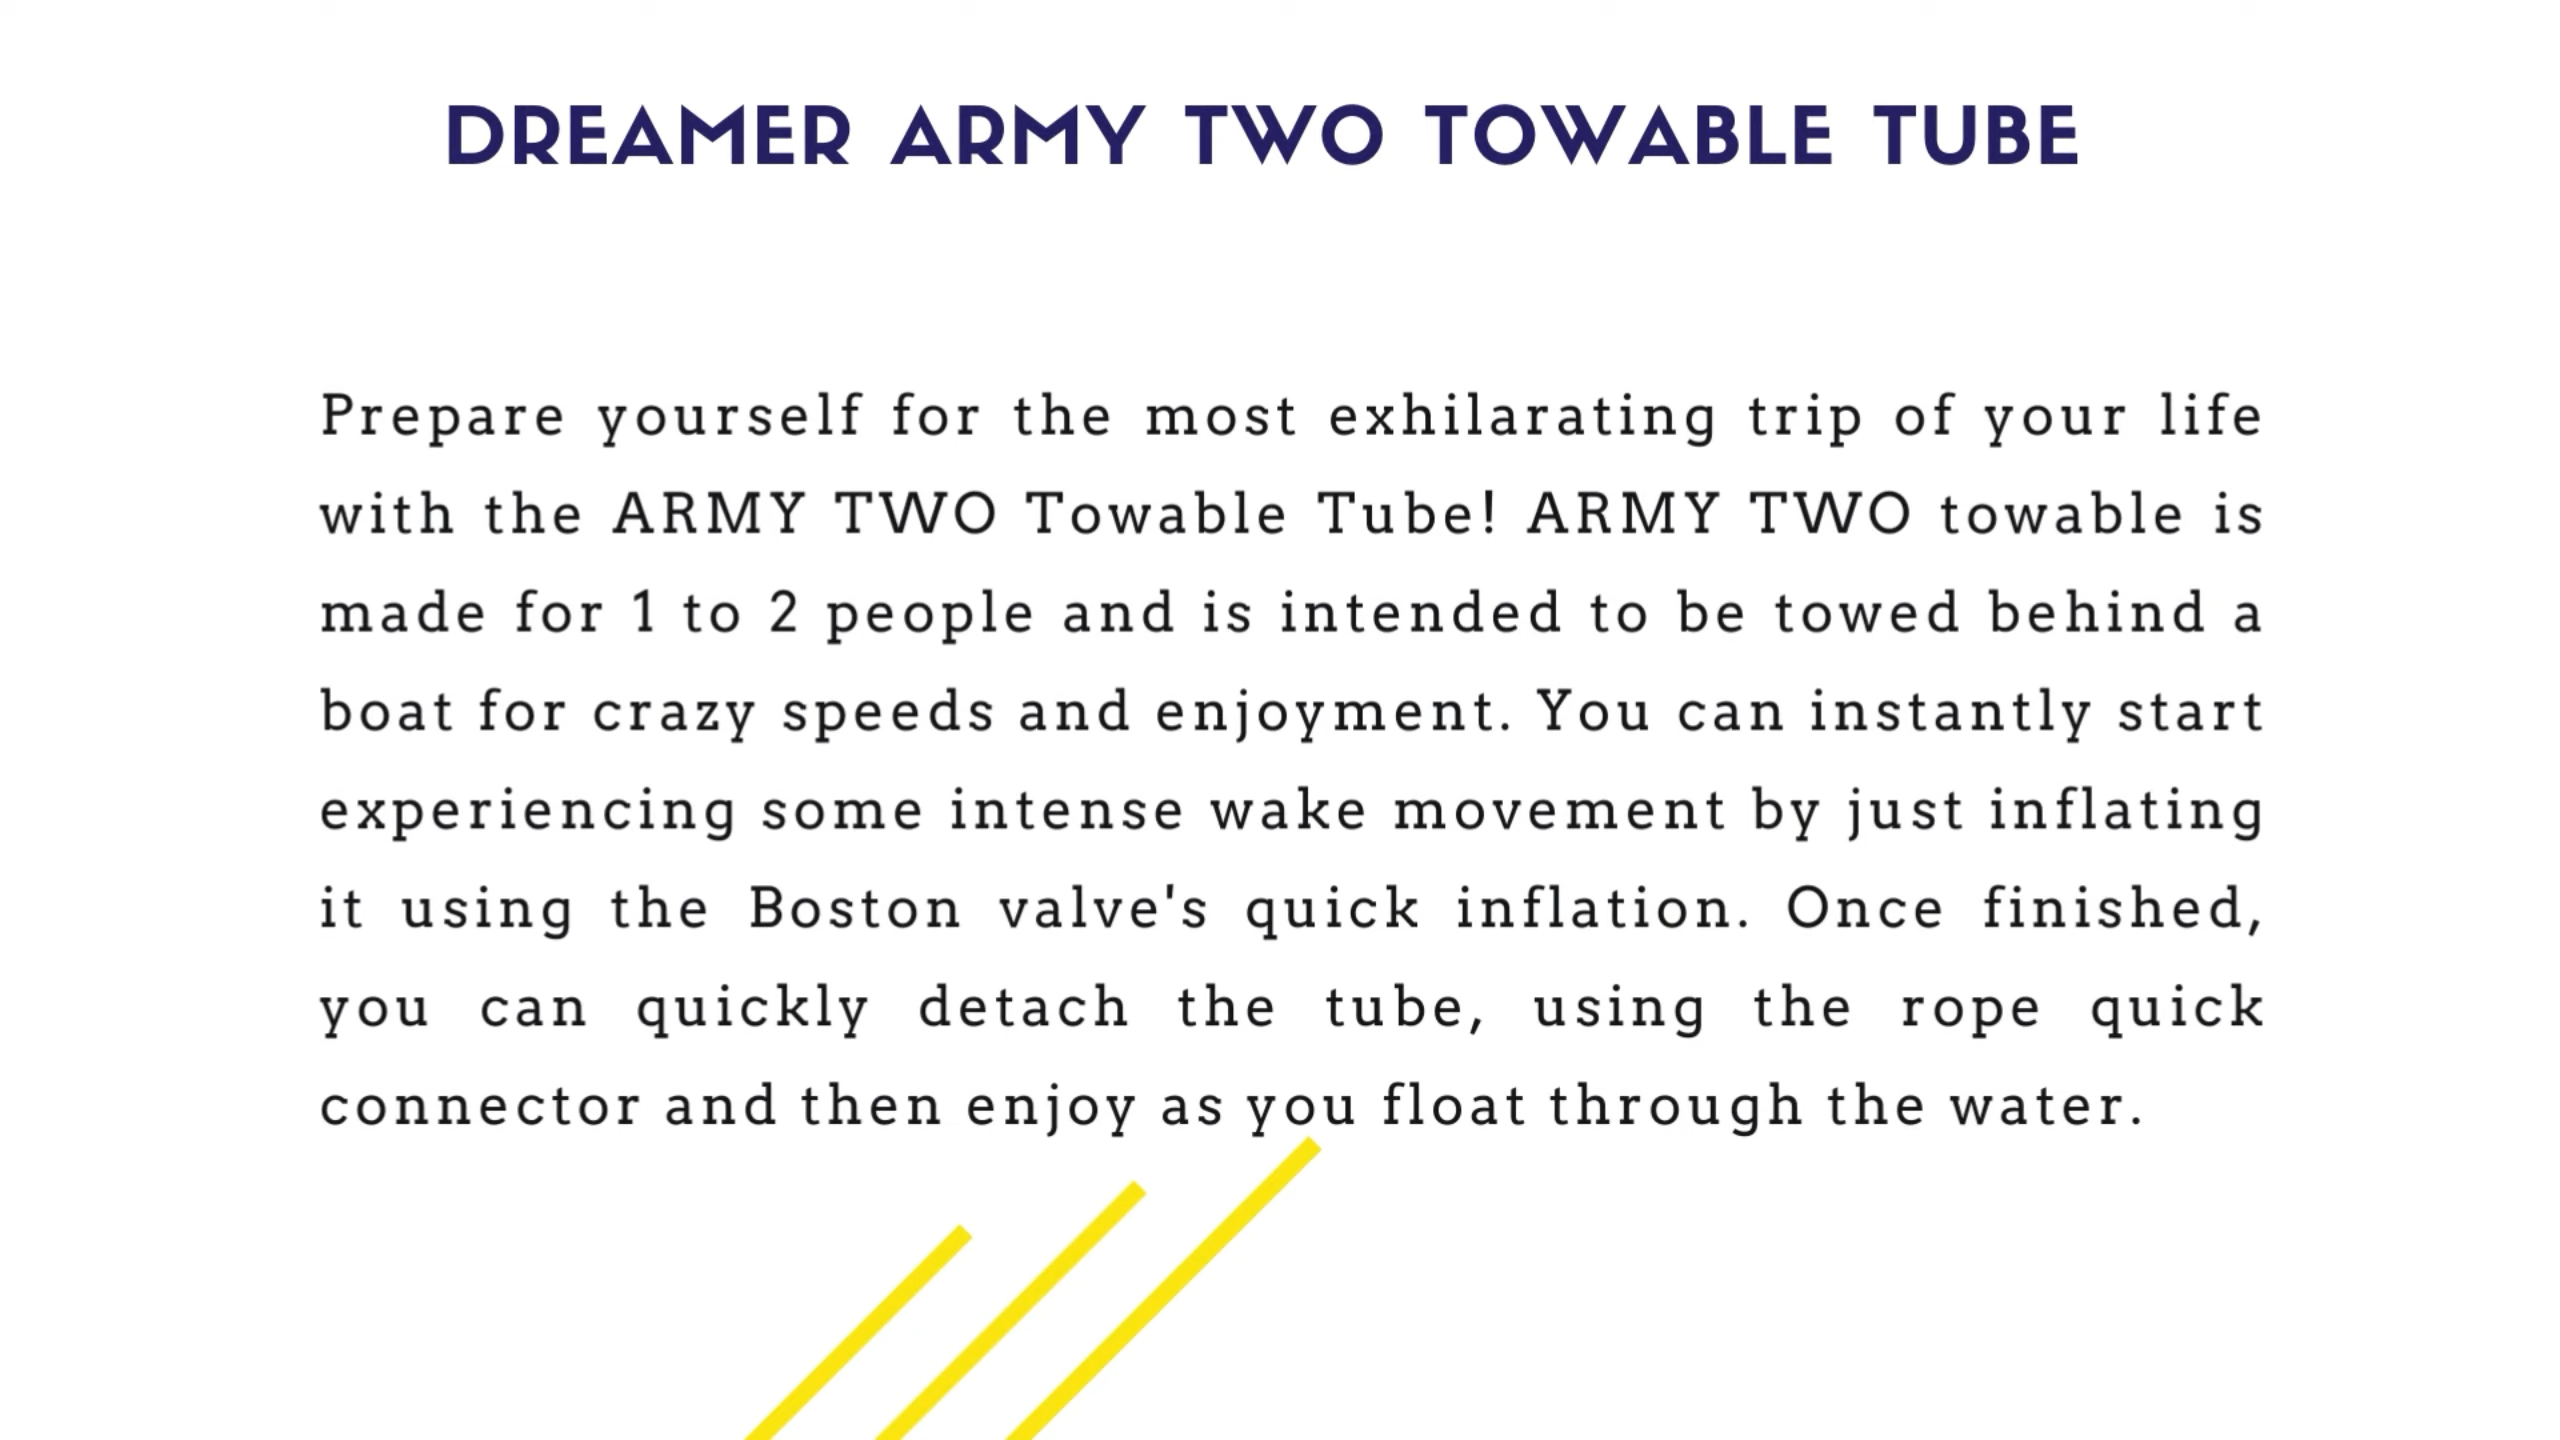 DREAMER ARMY TWO TOWABLE TUBE
Prepare yourself for the most exhilarating trip of your life
with the ARMY TWO Towable Tube! ARMY TWO towable is
made for 1 to 2 people and is intended to be towed behind a
boat for crazy speeds and enjoyment. You can instantly start
experiencing some intense wake movement by just inflating
it using the Boston valve's quick inflation. Once finished,
you can quickly detach the tube, using the rope quick
connector and then enjoy as you float through the water.